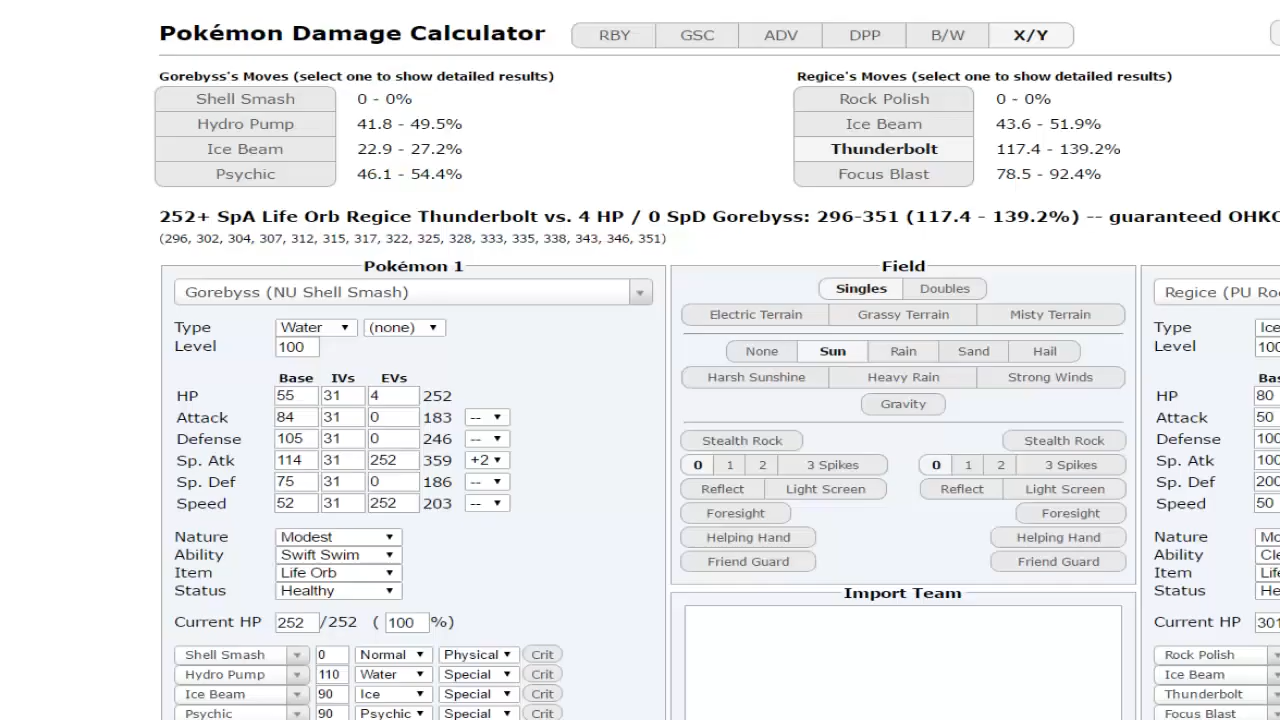 Pokémon Damage Calculator RBY GSC ADV DPP B/W X/Y
Gorebyss's Moves (select one to show detailed results) Regice's Moves (select one to show detailed results)
Shell Smash 0 - 0% Rock Polish 0 - 0%
Hydro Pump 41.8 - 49.5% Ice Beam 43.6 - 51.9%
Ice Beam 22.9 - 27.2% Thunderbolt 117.4 - 139.2%
Psychic 46.1 - 54.4% Focus Blast 78.5 - 92.4%
252+ SpA Life Orb Regice Thunderbolt vs. 4 HP / 0 SpD Gorebyss: 296-351 (117.4 - 139.2%) -- guaranteed OHKO
(296, 302, 304, 307, 312, 315, 317, 322, 325, 328, 333, 335, 338, 343, 346, 351)
Pokémon 1 Field
Gorebyss (NU Shell Smash) Singles Doubles Regice (PU Ro
Electric Terrain Grassy Terrain Misty Terrain
Type Water (none) Type Ice
Level 100 Level 100
None Sun Rain Sand Hail
Base IVs EVs Harsh Sunshine Heavy Rain Strong Winds Ba
HP 55 31 4 252 HP 80
Gravity
Attack 84 31 0 183 -- Attack 50
Defense 105 31 0 246 -- Stealth Rock Stealth Rock Defense 100
Sp. Atk 114 31 252 359 +2 0 1 2 3 Spikes 0 1 2 3 Spikes Sp. Atk 100
Sp. Def 75 31 0 186 -- Reflect Light Screen Reflect Light Screen Sp. Def 200
Speed 52 31 252 203 -- Speed 50
Foresight Foresight
Nature Modest Helping Hand Helping Hand Nature Mo
Ability Swift Swim Ability Cle
Item Life Orb Friend Guard Friend Guard Item Life
Status Healthy Status He
Import Team
Current HP 252 /252 ( 100 %) Current HP 301
Shell Smash 0 Normal Physical Crit Rock Polish
Hydro Pump 110 Water Special Crit Ice Beam
Ice Beam 90 Ice Special Crit Thunderbolt
Psychic 90 Psychic Special Crit Focus Blast